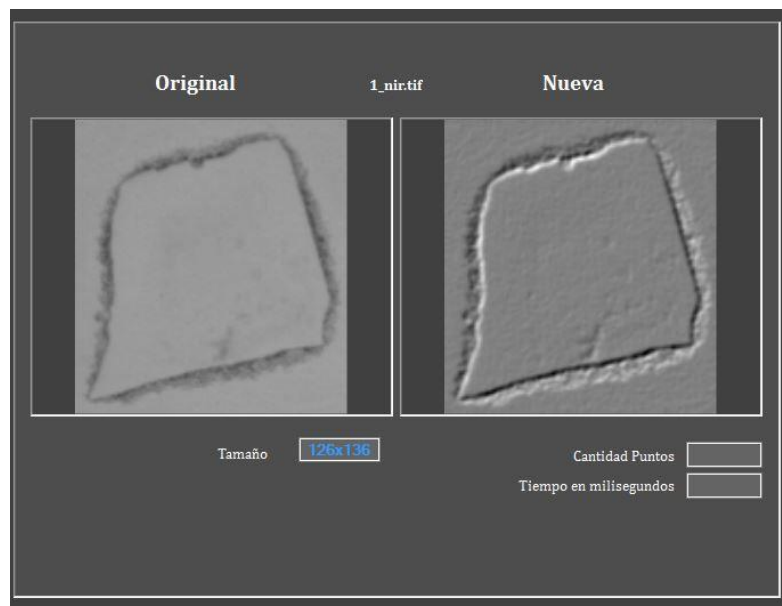 Original 1_nir.tif Nueva
Tamaño 126x136
Cantidad Puntos
Tiempo en milisegundos